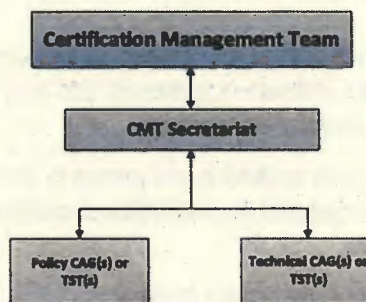 Certification Management Team
CMT Secretariat
Policy CAG(s) or
TST(s)
Technical CAG(s) or
TST(s)